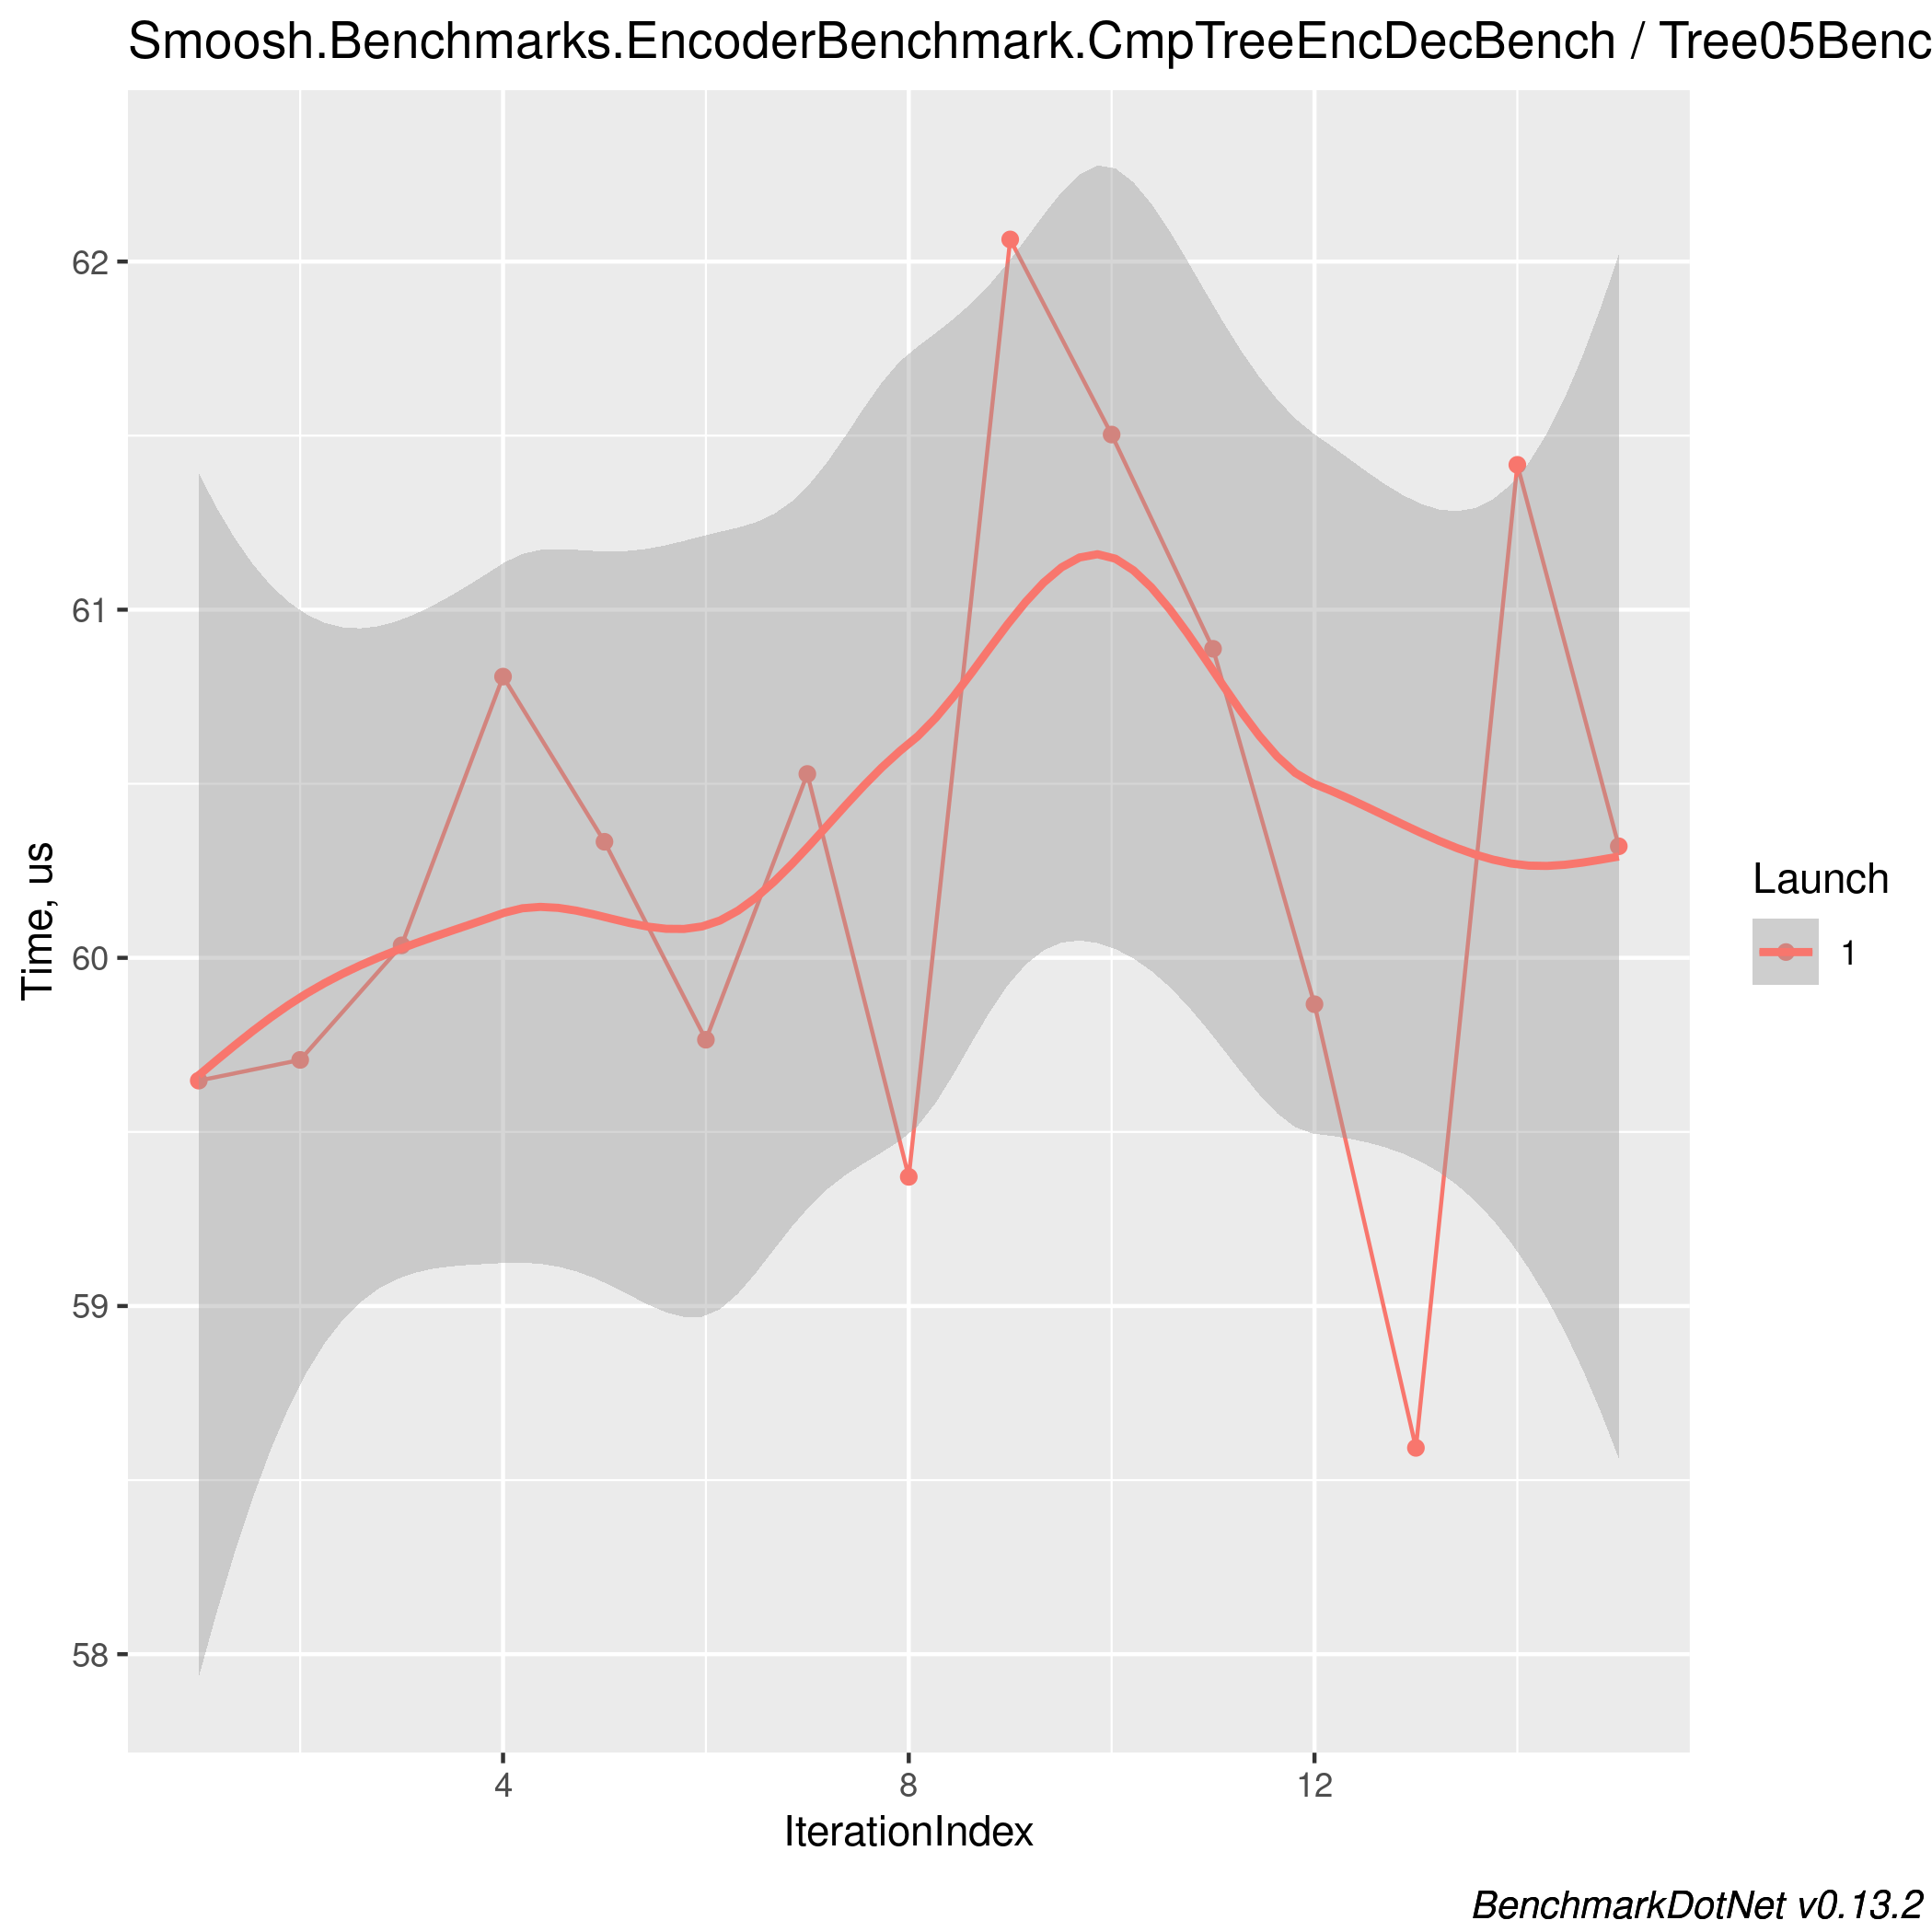 Smoosh.Benchmarks.EncoderBenchmark.CmpTreeEncDecBench / Tree05Benc
62
61
60
59
58
Time, us
4
8
12
IterationIndex
Launch
1
BenchmarkDotNet v0.13.2